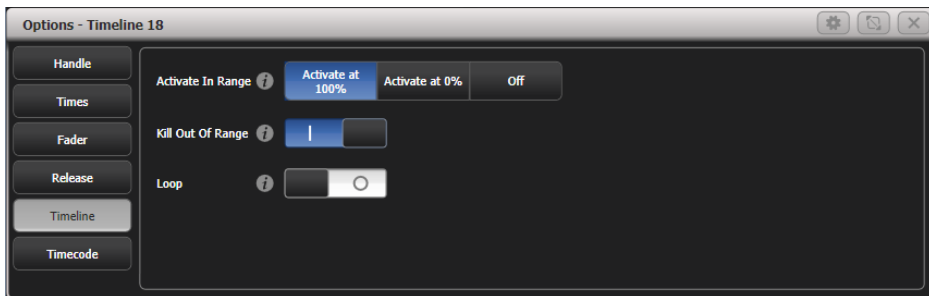 Options - Timeline 18
Handle
Times
Fader
Release
Timeline
Timecode
Activate In Range
Activate at
100%
Activate at 0%
Off
Kill Out Of Range
Loop